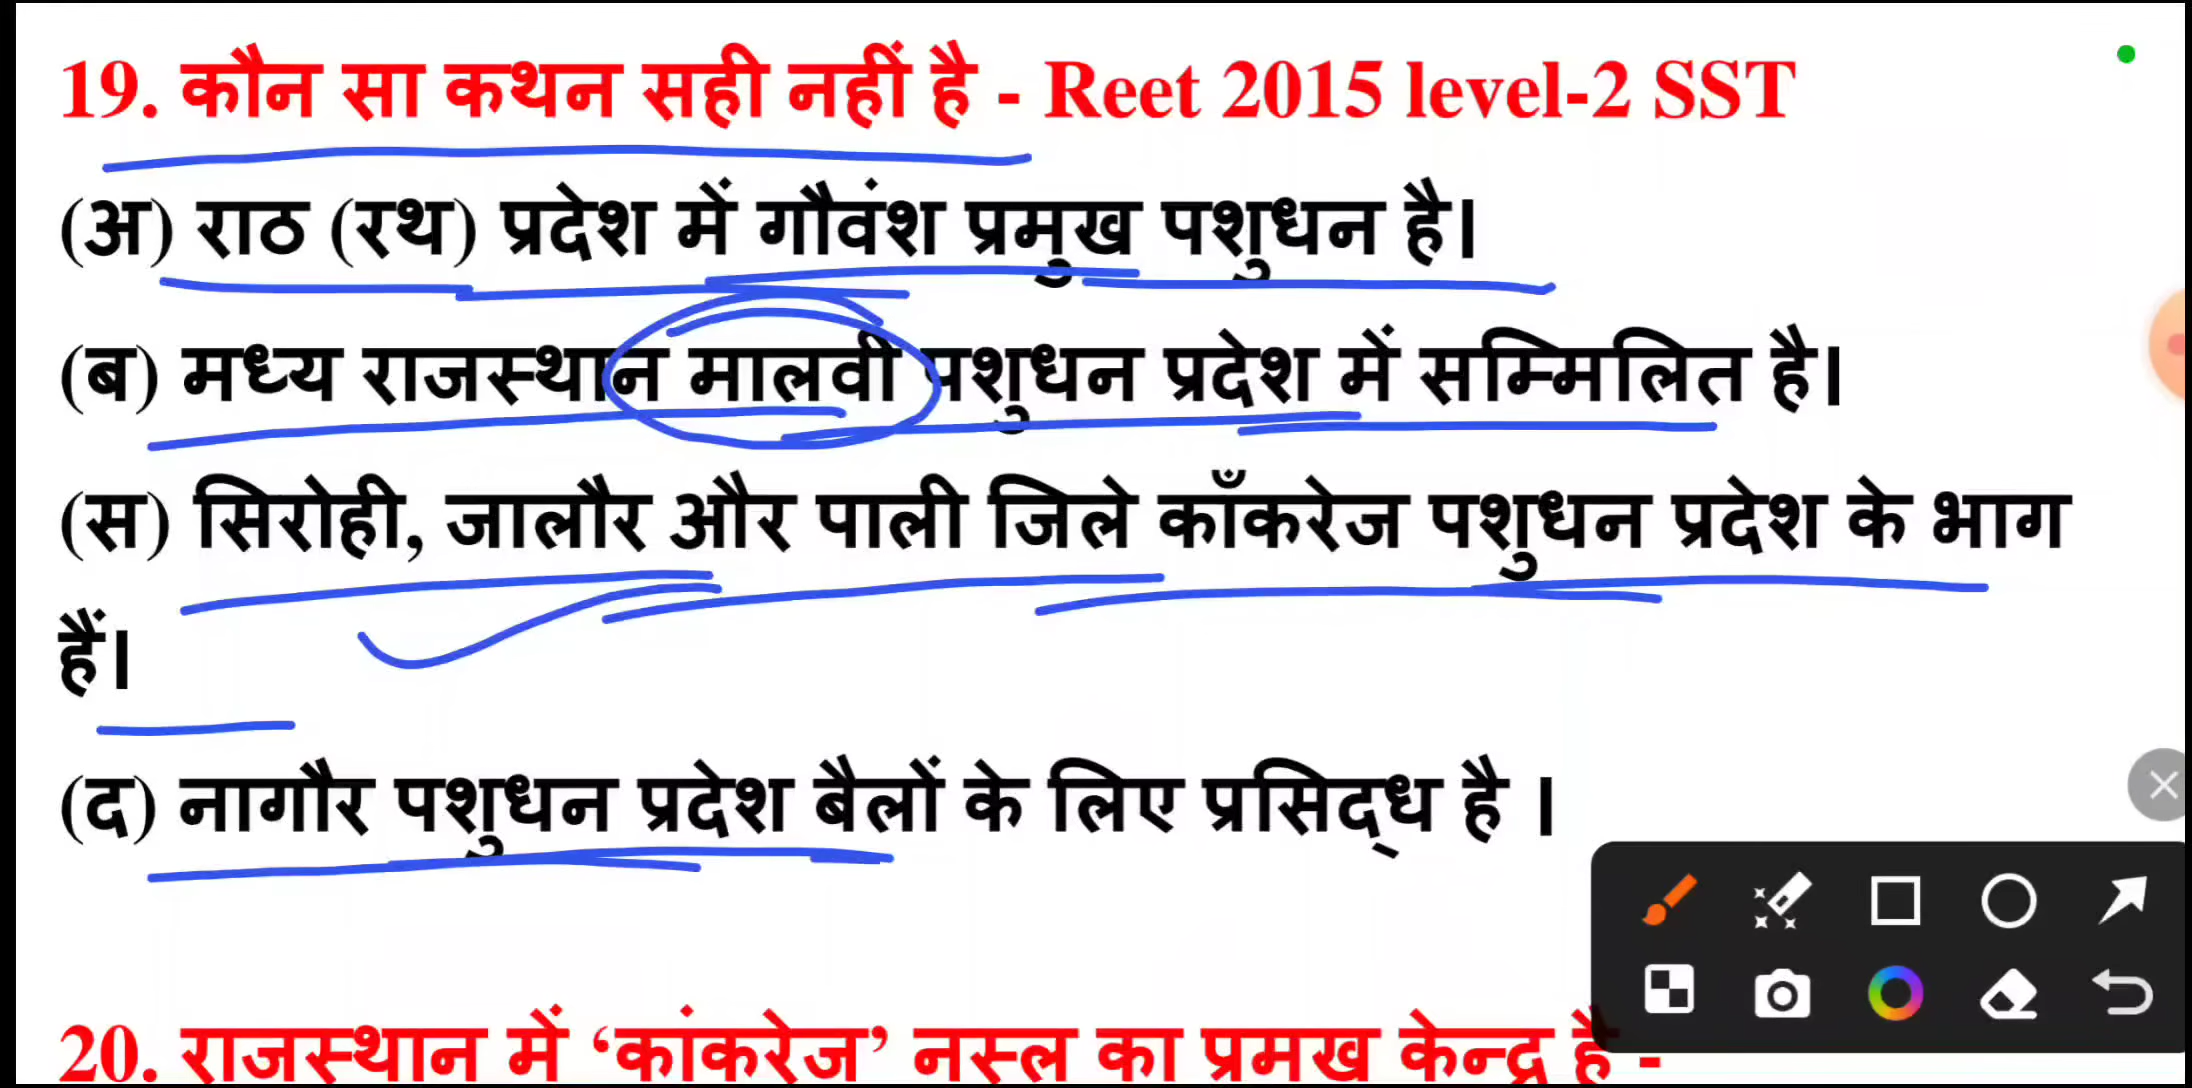 19. कौन सा कथन सही नहीं है - Reet 2015 level-2 SST
(अ) राठ (रथ) प्रदेश में गौवंश प्रमुख पशुधन है।
(ब) मध्य राजस्थान मालवी पशुधन प्रदेश में सम्मिलित है।
(स) सिरोही, जालौर और पाली जिले काँकरेज पशुधन प्रदेश के भाग
हैं।
(द) नागौर पशुधन प्रदेश बैलों के लिए प्रसिद्ध है ।
20. राजस्थान में ‘कांकरेज’ नस्ल का प्रमख केन्द्र है -